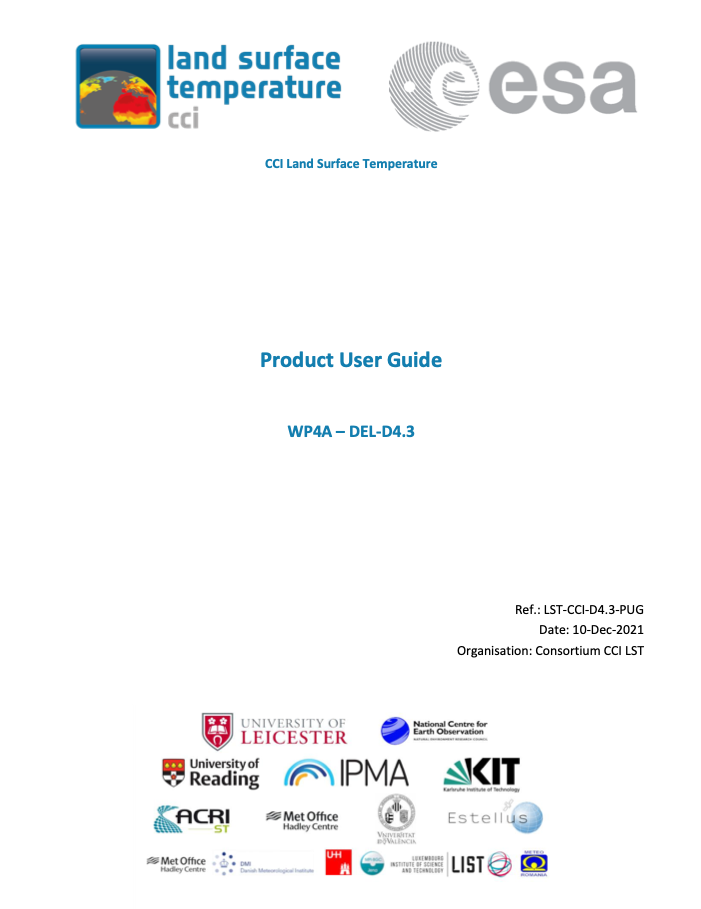 land surface
temperature
cci
esa
CCI Land Surface Temperature
Product User Guide
WP4A – DEL-D4.3
Ref.: LST-CCI-D4.3-PUG
Date: 10-Dec-2021
Organisation: Consortium CCI LST
UNIVERSITY OF
LEICESTER
National Centre for
Earth Observation
NATURAL ENVIRONMENT RESEARCH COUNCIL
University of
Reading
IPMA
KIT
Karlsruhe Institute of Technology
ACRI
ST
Met Office
Hadley Centre
VNIVERSITAT
DE VALÈNCIA
Estellus
Met Office
Hadley Centre
DMI
Danish Meteorological Institute
UH
LUXEMBOURG
INSTITUTE OF SCIENCE
AND TECHNOLOGY
LIST
METEO
ROMANIA